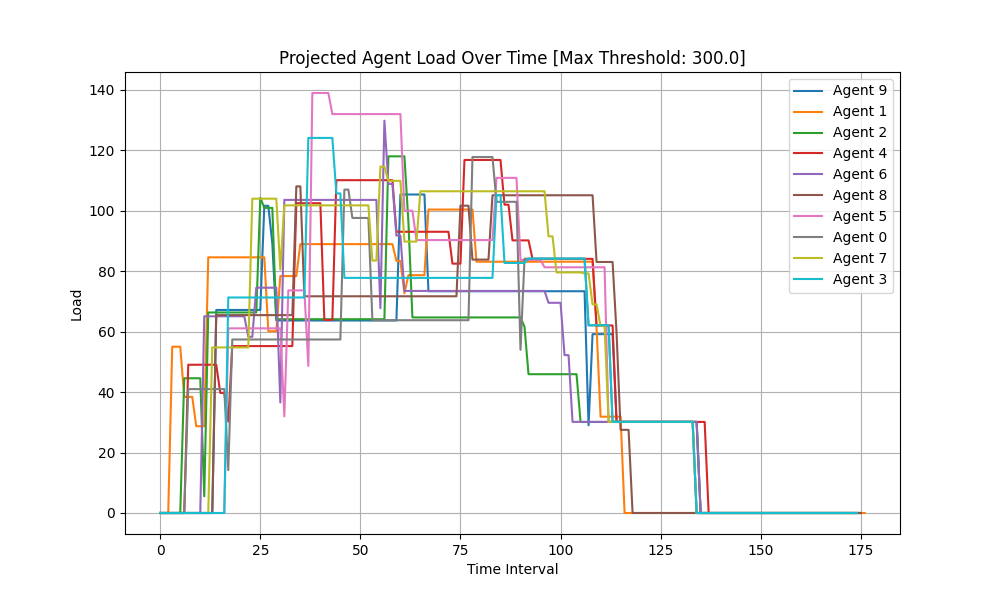 Projected Agent Load Over Time [Max Threshold: 300.0]
140
120
100
80
60
40
20
0
Load
0 25 50 75 100 125 150 175
Time Interval
Agent 9
Agent 1
Agent 2
Agent 4
Agent 6
Agent 8
Agent 5
Agent 0
Agent 7
Agent 3